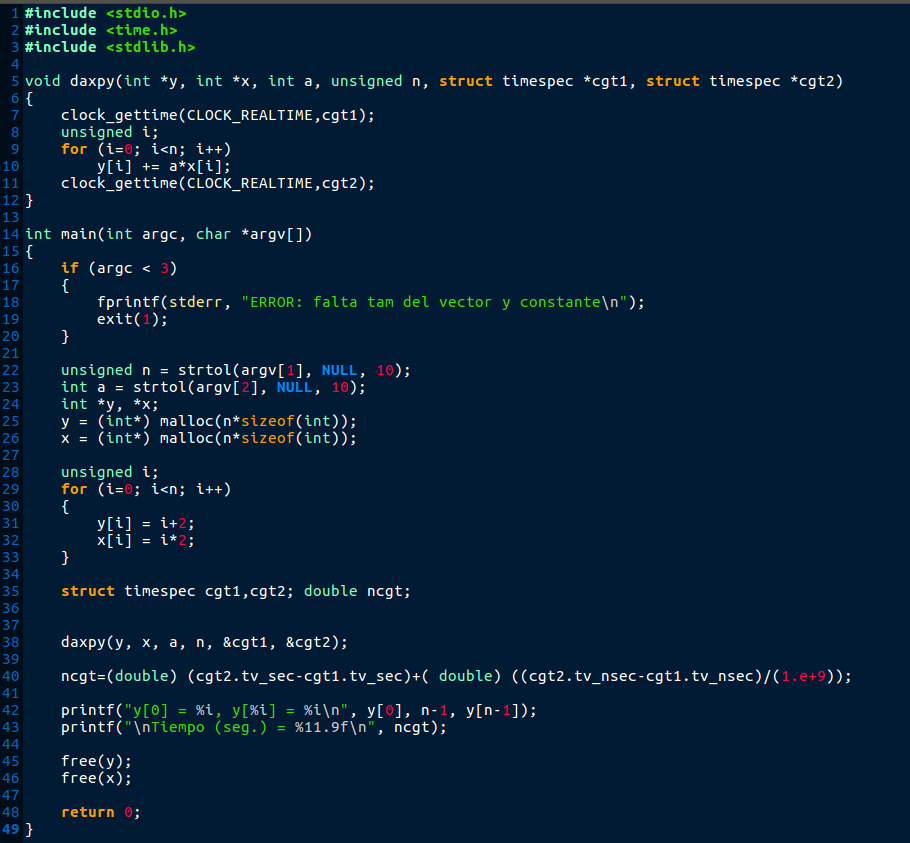 1 #include <stdio.h>
2 #include <time.h>
3 #include <stdlib.h>
4
5 void daxpy(int *y, int *x, int a, unsigned n, struct timespec *cgt1, struct timespec *cgt2)
6 {
7     clock_gettime(CLOCK_REALTIME,cgt1);
8     unsigned i;
9     for (i=0; i<n; i++)
10         y[i] += a*x[i];
11     clock_gettime(CLOCK_REALTIME,cgt2);
12 }
13
14 int main(int argc, char *argv[])
15 {
16     if (argc < 3)
17     {
18         fprintf(stderr, "ERROR: falta tam del vector y constante\n");
19         exit(1);
20     }
21
22     unsigned n = strtol(argv[1], NULL, 10);
23     int a = strtol(argv[2], NULL, 10);
24     int *y, *x;
25     y = (int*) malloc(n*sizeof(int));
26     x = (int*) malloc(n*sizeof(int));
27
28     unsigned i;
29     for (i=0; i<n; i++)
30     {
31         y[i] = i+2;
32         x[i] = i*2;
33     }
34
35     struct timespec cgt1,cgt2; double ncgt;
36
37
38     daxpy(y, x, a, n, &cgt1, &cgt2);
39
40     ncgt=(double) (cgt2.tv_sec-cgt1.tv_sec)+( double) ((cgt2.tv_nsec-cgt1.tv_nsec)/(1.e+9));
41
42     printf("y[0] = %i, y[%i] = %i\n", y[0], n-1, y[n-1]);
43     printf("\nTiempo (seg.) = %11.9f\n", ncgt);
44
45     free(y);
46     free(x);
47
48     return 0;
49 }